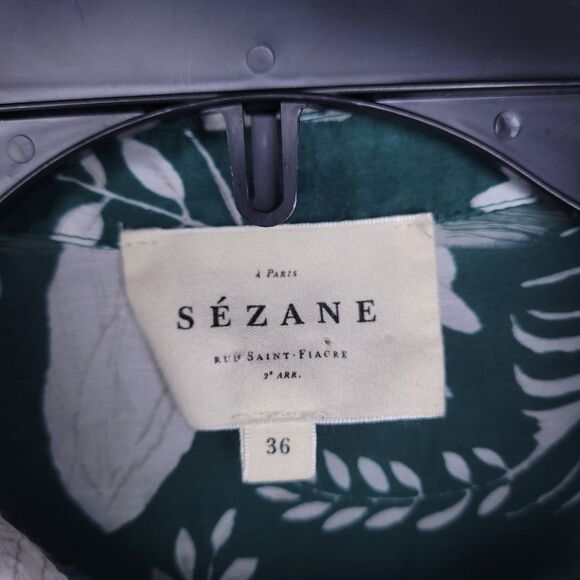 À PARIS
SÉZANE
RUE SAINT-FIACRE
2ᵉ ARR.
36